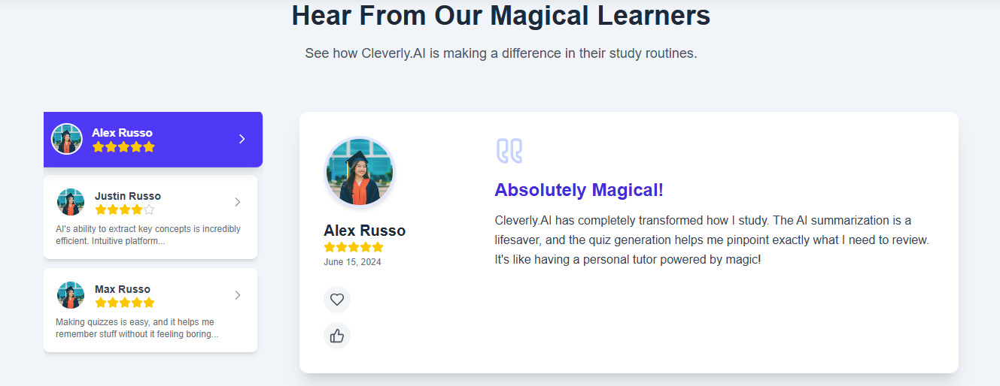 Hear From Our Magical Learners
See how Cleverly.AI is making a difference in their study routines.
Alex Russo
Justin Russo
AI's ability to extract key concepts is incredibly
efficient. Intuitive platform...
Max Russo
Making quizzes is easy, and it helps me
remember stuff without it feeling boring...
Alex Russo
June 15, 2024
Absolutely Magical!
Cleverly.AI has completely transformed how I study. The AI summarization is a
lifesaver, and the quiz generation helps me pinpoint exactly what I need to review.
It's like having a personal tutor powered by magic!